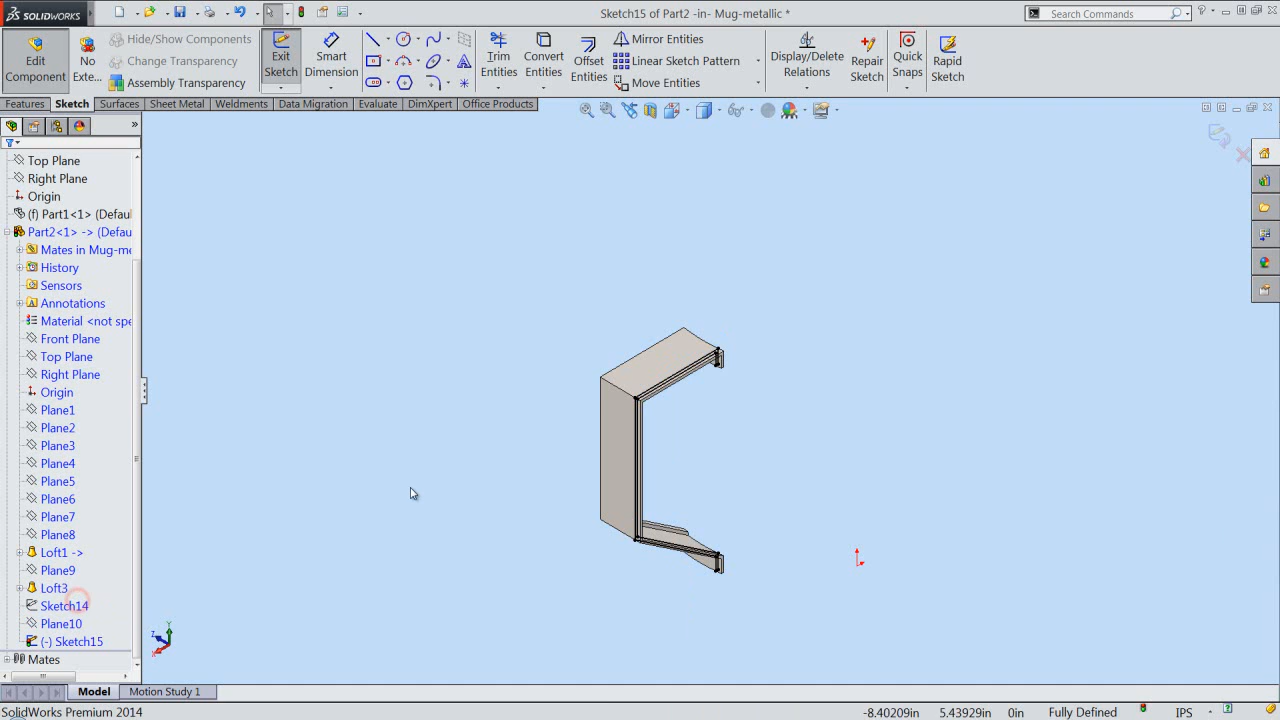 SOLIDWORKS
Sketch15 of Part2 -in- Mug-metallic *
Search Commands
Edit Component
No Exte...
Hide/Show Components
Change Transparency
Assembly Transparency
Exit Sketch
Smart Dimension
Trim Entities
Convert Entities
Offset Entities
Mirror Entities
Linear Sketch Pattern
Move Entities
Display/Delete Relations
Repair Sketch
Quick Snaps
Rapid Sketch
Features
Sketch
Surfaces
Sheet Metal
Weldments
Data Migration
Evaluate
DimXpert
Office Products
Top Plane
Right Plane
Origin
(f) Part1<1> (Defau
Part2<1> -> (Defau
Mates in Mug-m
History
Sensors
Annotations
Material <not spe
Front Plane
Top Plane
Right Plane
Origin
Plane1
Plane2
Plane3
Plane4
Plane5
Plane6
Plane7
Plane8
Loft1 ->
Plane9
Loft3
Sketch14
Plane10
(-) Sketch15
Mates
Y
Z
X
Model
Motion Study 1
SolidWorks Premium 2014
-8.40209in
5.43929in
0in
Fully Defined
IPS